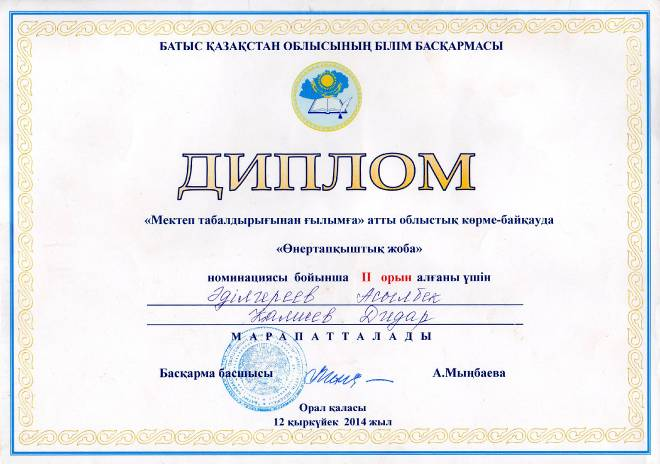 БАТЫС ҚАЗАҚСТАН ОБЛЫСЫНЫҢ БІЛІМ БАСҚАРМАСЫ
ДИПЛОМ
«Мектеп табалдырығынан ғылымға» атты облыстық көрме-байқауда
«Өнертапқыштық жоба»
номинациясы бойынша II орын алғаны үшін
Әділгереев Асылбек
Қалиев Дидар
МАРАПАТТАЛАДЫ
Басқарма басшысы А.Мыңбаева
Орал қаласы
12 қыркүйек 2014 жыл